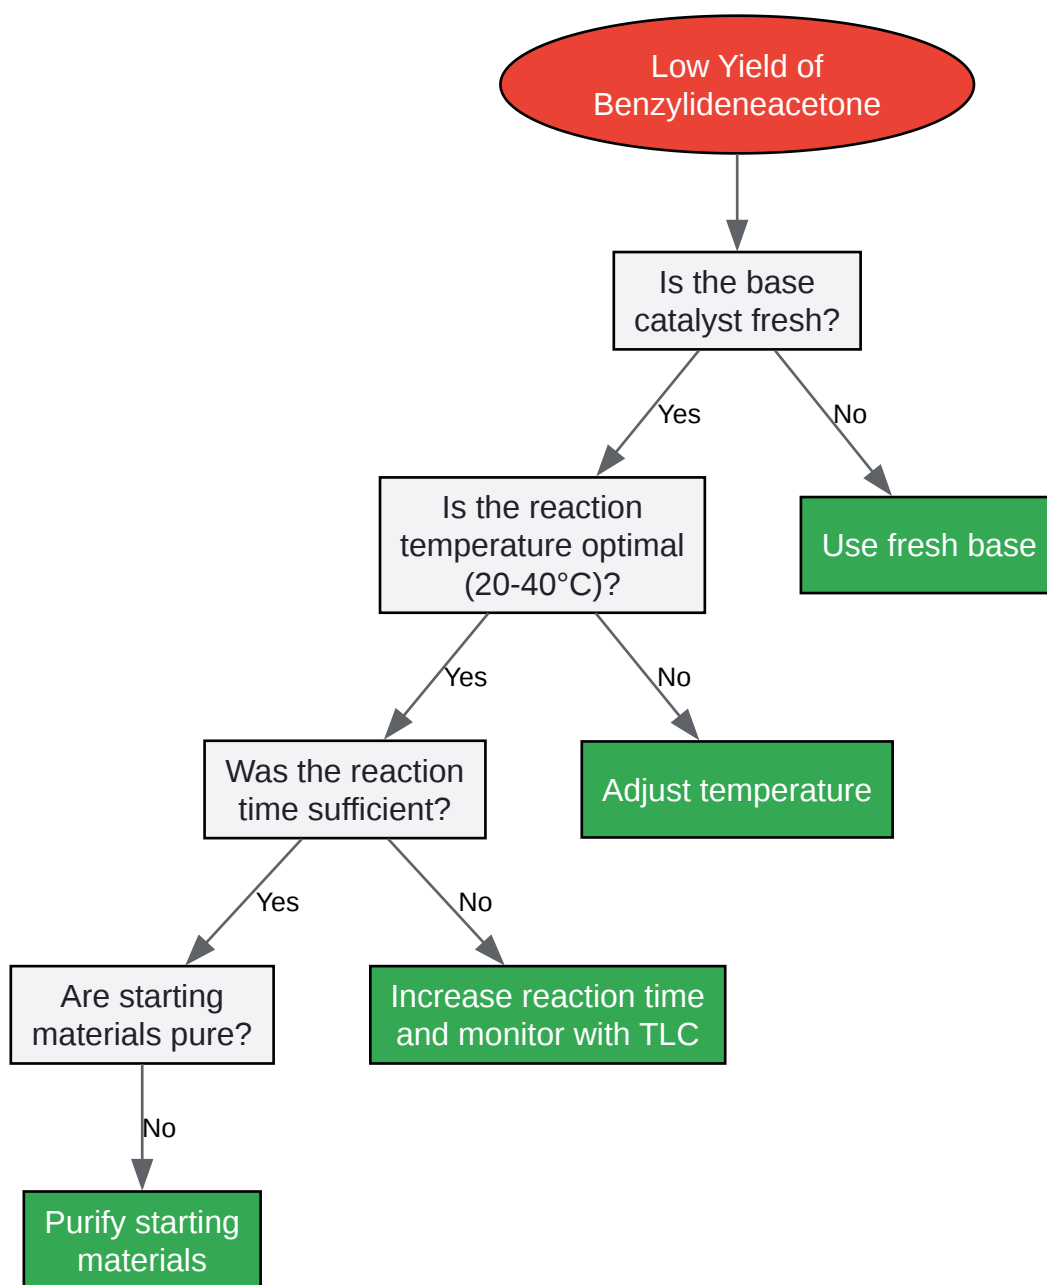 Low Yield of
Benzylideneacetone
Is the base
catalyst fresh?
Yes
No
Is the reaction
temperature optimal
(20-40°C)?
Use fresh base
Yes
No
Was the reaction
time sufficient?
Adjust temperature
Yes
No
Are starting
materials pure?
Increase reaction time
and monitor with TLC
No
Purify starting
materials